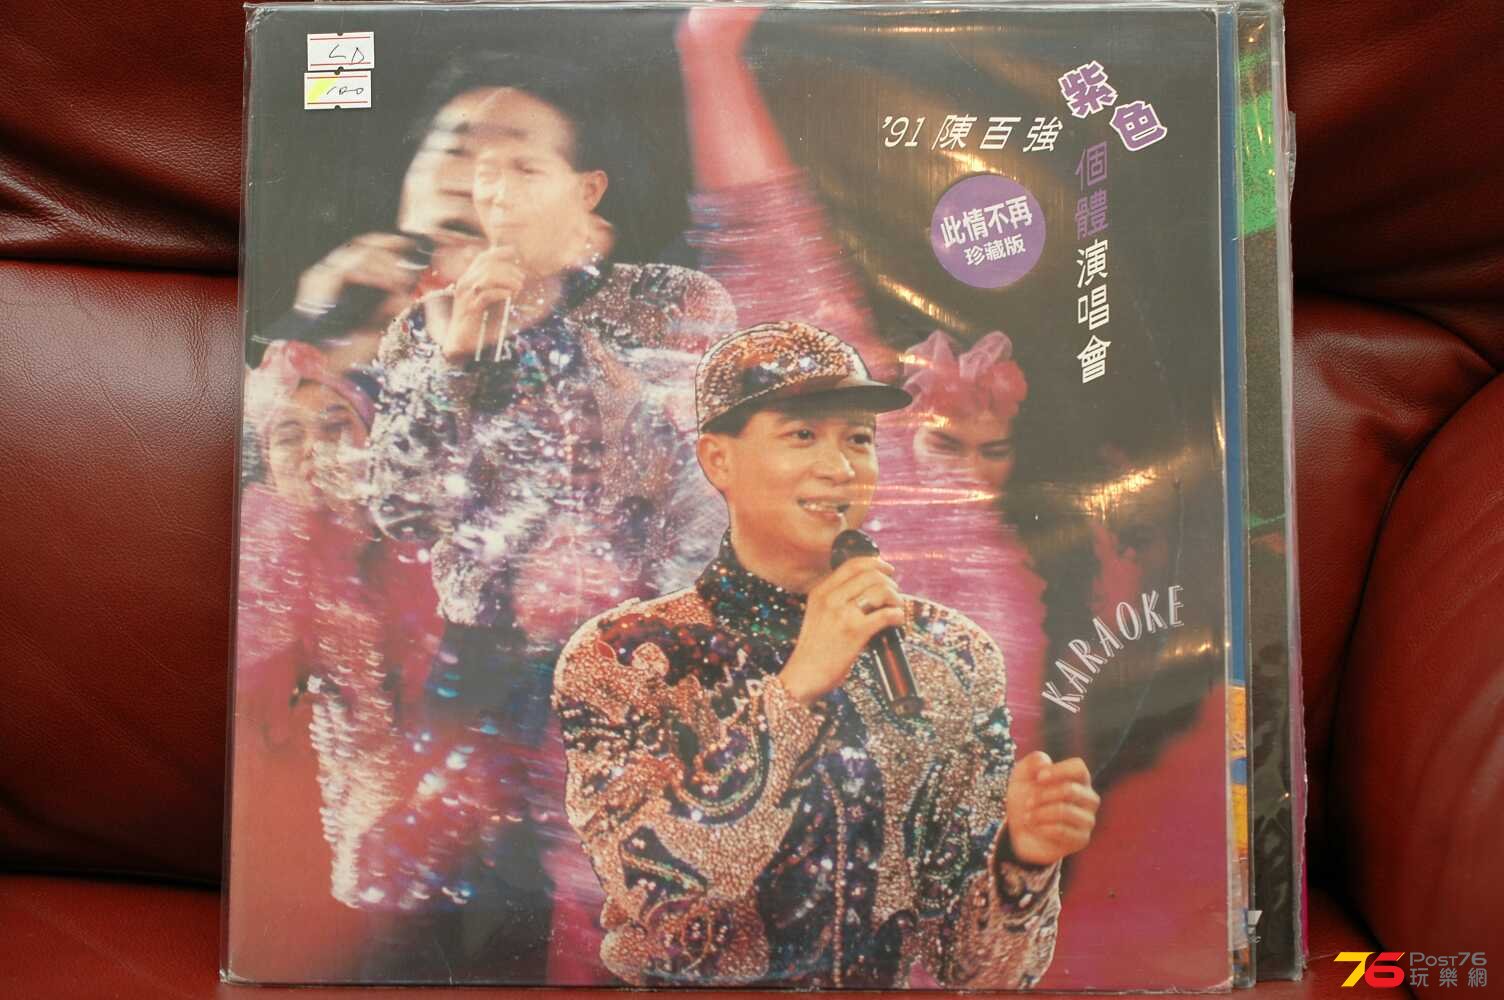 LD
180
'91 陳百強
紫色
個體演唱會
此情不再
珍藏版
KARAOKE
76 POST76
玩樂網